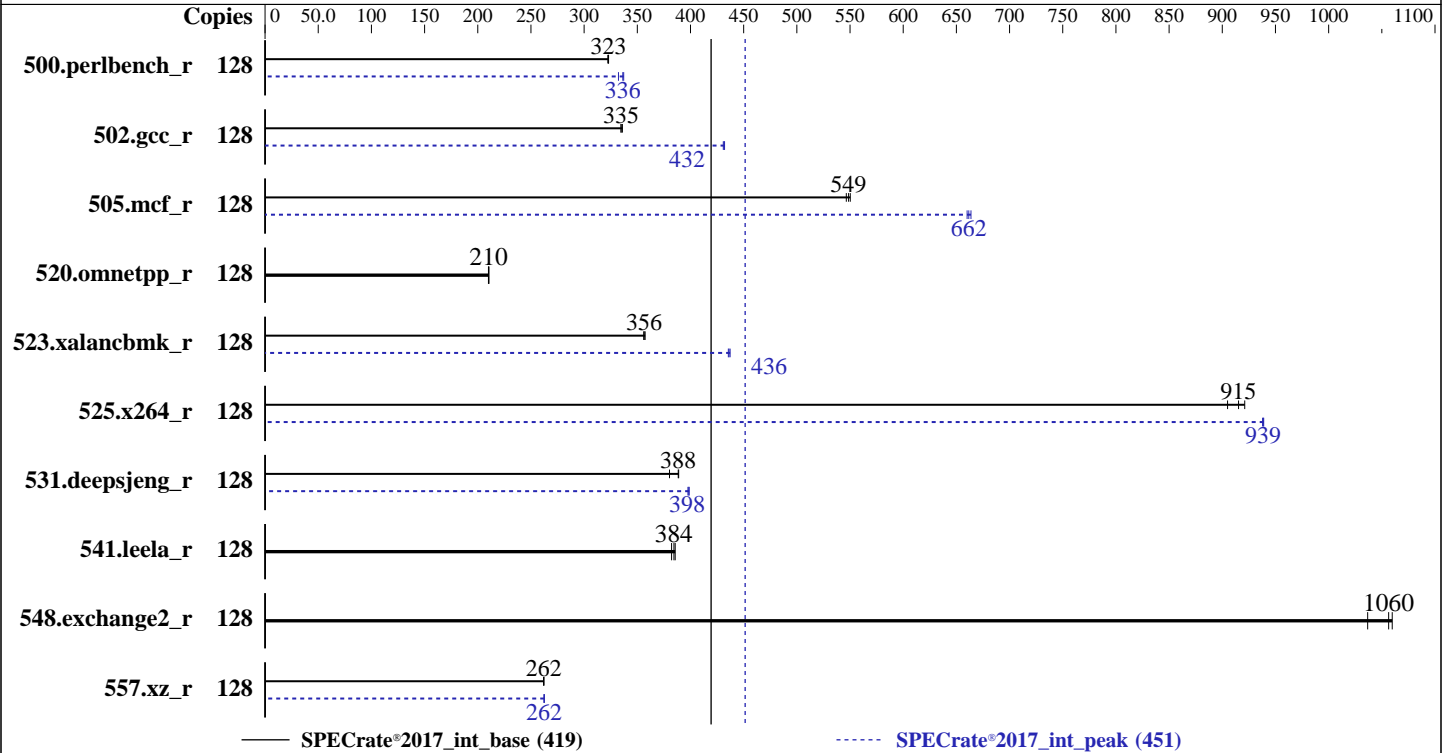 Copies 0 50.0 100 150 200 250 300 350 400 450 500 550 600 650 700 750 800 850 900 950 1000 1100
500.perlbench_r 128 323
336
502.gcc_r 128 335
432
505.mcf_r 128 549
662
520.omnetpp_r 128 210
523.xalancbmk_r 128 356
436
525.x264_r 128 915
939
531.deepsjeng_r 128 388
398
541.leela_r 128 384
548.exchange2_r 128 1060
557.xz_r 128 262
262
SPECrate®2017_int_base (419) SPECrate®2017_int_peak (451)